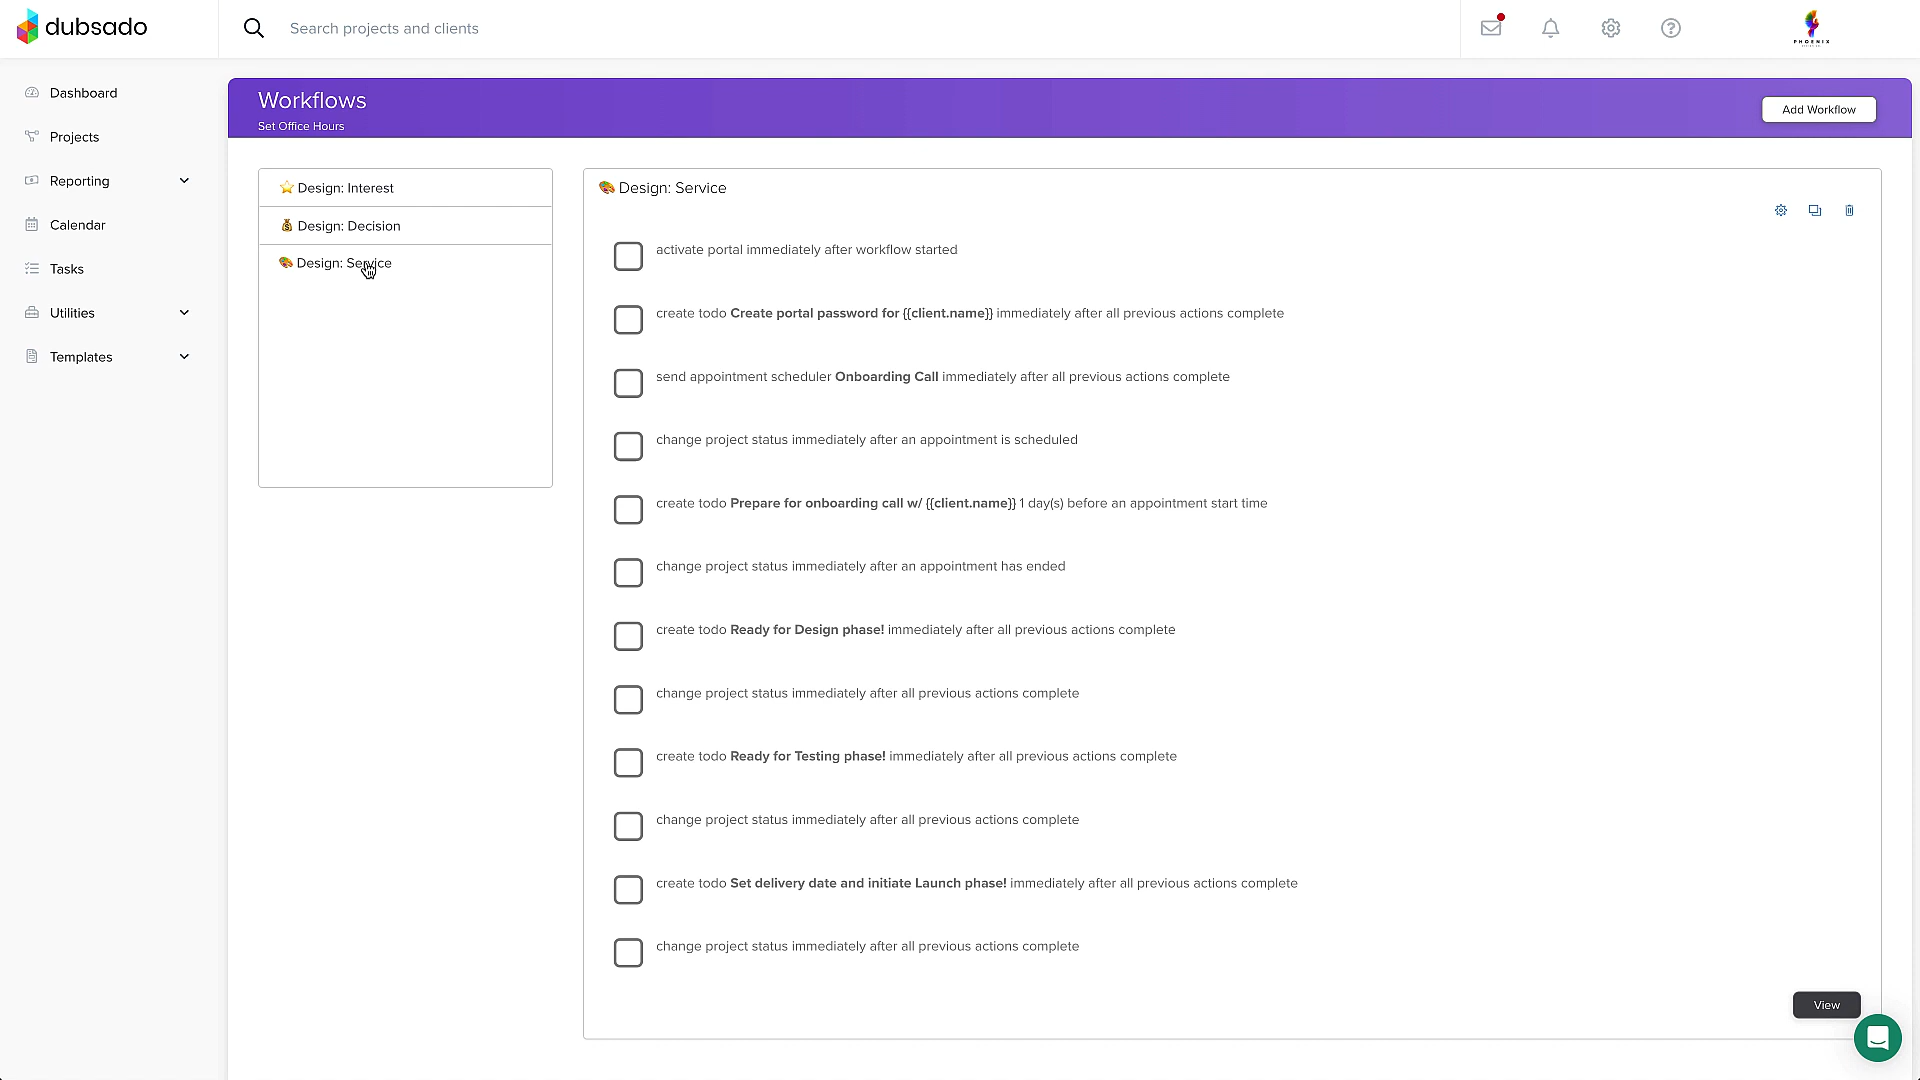 dubsado
Search projects and clients
PHOENIX
Dashboard
Projects
Reporting
Calendar
Tasks
Utilities
Templates
Workflows
Set Office Hours
Add Workflow
Design: Interest
Design: Decision
Design: Service
Design: Service
activate portal immediately after workflow started
create todo Create portal password for {{client.name}} immediately after all previous actions complete
send appointment scheduler Onboarding Call immediately after all previous actions complete
change project status immediately after an appointment is scheduled
create todo Prepare for onboarding call w/ {{client.name}} 1 day(s) before an appointment start time
change project status immediately after an appointment has ended
create todo Ready for Design phase! immediately after all previous actions complete
change project status immediately after all previous actions complete
create todo Ready for Testing phase! immediately after all previous actions complete
change project status immediately after all previous actions complete
create todo Set delivery date and initiate Launch phase! immediately after all previous actions complete
change project status immediately after all previous actions complete
View